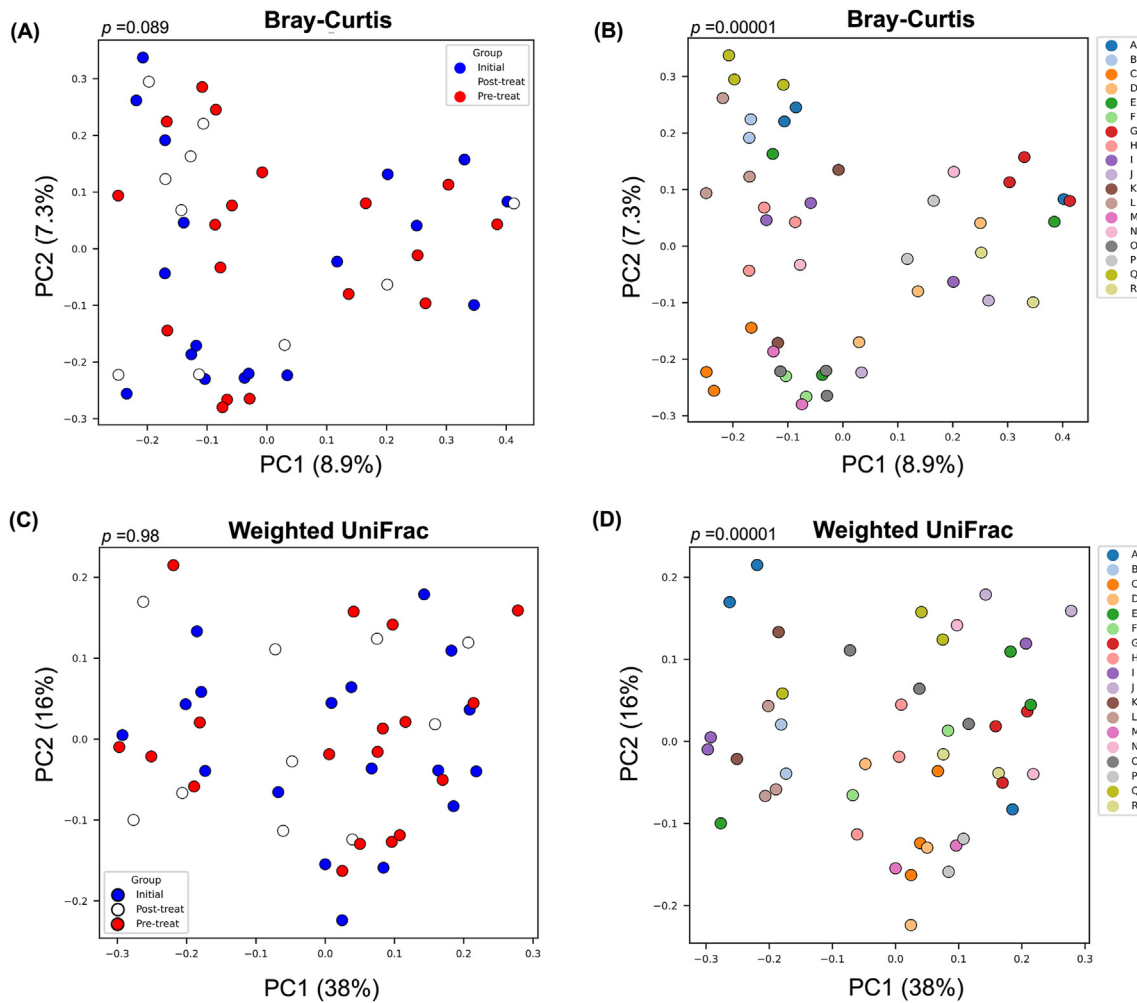 (A)
Bray-Curtis
p =0.089
Group
Initial
Post-treat
Pre-treat
0.3
0.2
0.1
0.0
−0.1
−0.2
−0.3
PC2 (7.3%)
−0.2
−0.1
0.0
0.1
0.2
0.3
0.4
PC1 (8.9%)
(B)
Bray-Curtis
p =0.00001
A
B
C
D
E
F
G
H
I
J
K
L
M
N
O
P
Q
R
0.3
0.2
0.1
0.0
−0.1
−0.2
−0.3
PC2 (7.3%)
−0.2
−0.1
0.0
0.1
0.2
0.3
0.4
PC1 (8.9%)
(C)
Weighted UniFrac
p =0.98
0.2
0.1
0.0
−0.1
−0.2
PC2 (16%)
Group
Initial
Post-treat
Pre-treat
−0.3
−0.2
−0.1
0.0
0.1
0.2
0.3
PC1 (38%)
(D)
Weighted UniFrac
p =0.00001
A
B
C
D
E
F
G
H
I
J
K
L
M
N
O
P
Q
R
0.2
0.1
0.0
−0.1
−0.2
PC2 (16%)
−0.3
−0.2
−0.1
0.0
0.1
0.2
0.3
PC1 (38%)